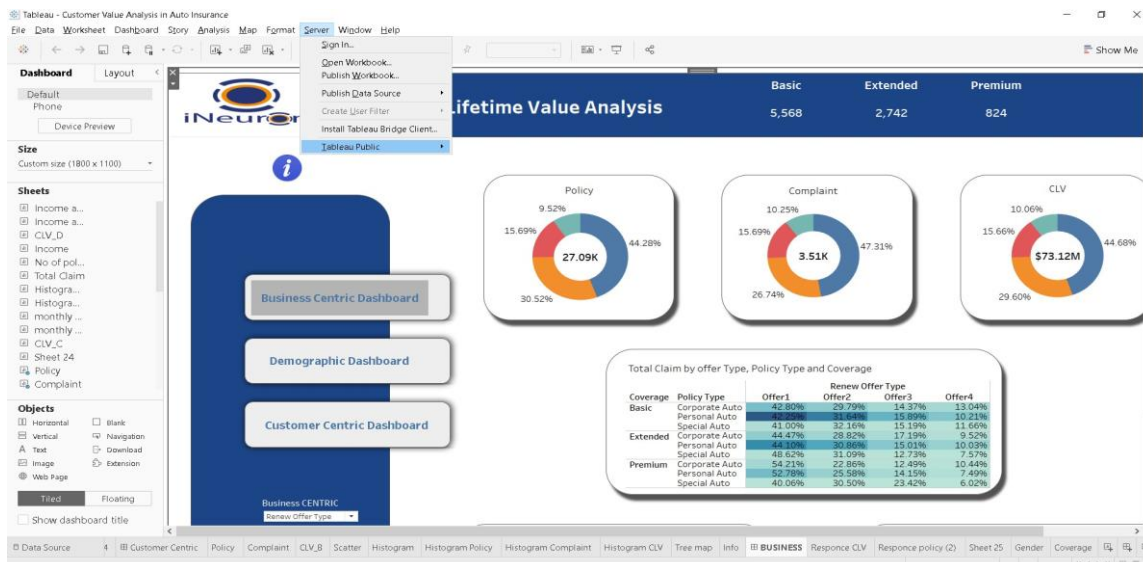 Tableau - Customer Value Analysis in Auto Insurance
File Data Worksheet Dashboard Story Analysis Map Format Server Window Help
Show Me
Sign In...
Open Workbook...
Publish Workbook...
Publish Data Source
Create User Filter
Install Tableau Bridge Client...
Tableau Public
Dashboard Layout
Default
Phone
Device Preview
Size
Custom size (1800 x 1100)
Sheets
Income a...
Income a...
CLV_D
Income
No of pol...
Total Claim
Histogra...
Histogra...
monthly ...
monthly ...
CLV_C
Sheet 24
Policy
Complaint
Objects
Horizontal Blank
Vertical Navigation
Text Download
Image Extension
Web Page
Tiled Floating
Show dashboard title
iNeuron
Lifetime Value Analysis
Basic Extended Premium
5,568 2,742 824
i
Business Centric Dashboard
Demographic Dashboard
Customer Centric Dashboard
Business CENTRIC
Renew Offer Type
Policy
9.52%
15.69%
44.28%
27.09K
30.52%
Complaint
10.25%
15.69%
47.31%
3.51K
26.74%
CLV
10.06%
15.66%
44.68%
$73.12M
29.60%
Total Claim by offer Type, Policy Type and Coverage
Renew Offer Type
Coverage Policy Type Offer1 Offer2 Offer3 Offer4
Basic Corporate Auto 42.80% 29.79% 14.37% 13.04%
Personal Auto 42.25% 31.64% 15.89% 10.21%
Special Auto 41.00% 32.16% 15.19% 11.66%
Extended Corporate Auto 44.47% 28.82% 17.19% 9.52%
Personal Auto 44.10% 30.86% 15.01% 10.03%
Special Auto 48.62% 31.09% 12.73% 7.57%
Premium Corporate Auto 54.21% 22.86% 12.49% 10.44%
Personal Auto 52.78% 25.58% 14.15% 7.49%
Special Auto 40.06% 30.50% 23.42% 6.02%
Data Source 4 Customer Centric Policy Complaint CLV_B Scatter Histogram Histogram Policy Histogram Complaint Histogram CLV Tree map Info BUSINESS Responce CLV Responce policy (2) Sheet 25 Gender Coverage